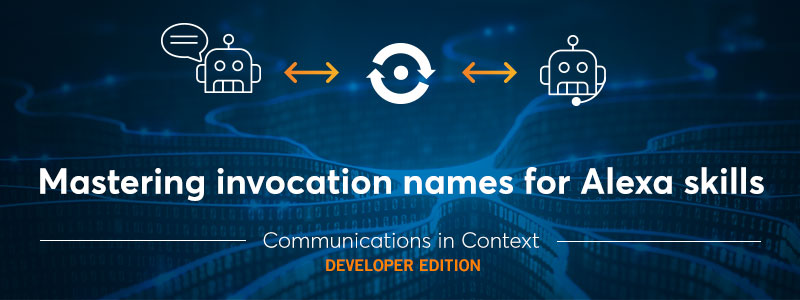 Mastering invocation names for Alexa skills
Communications in Context
DEVELOPER EDITION